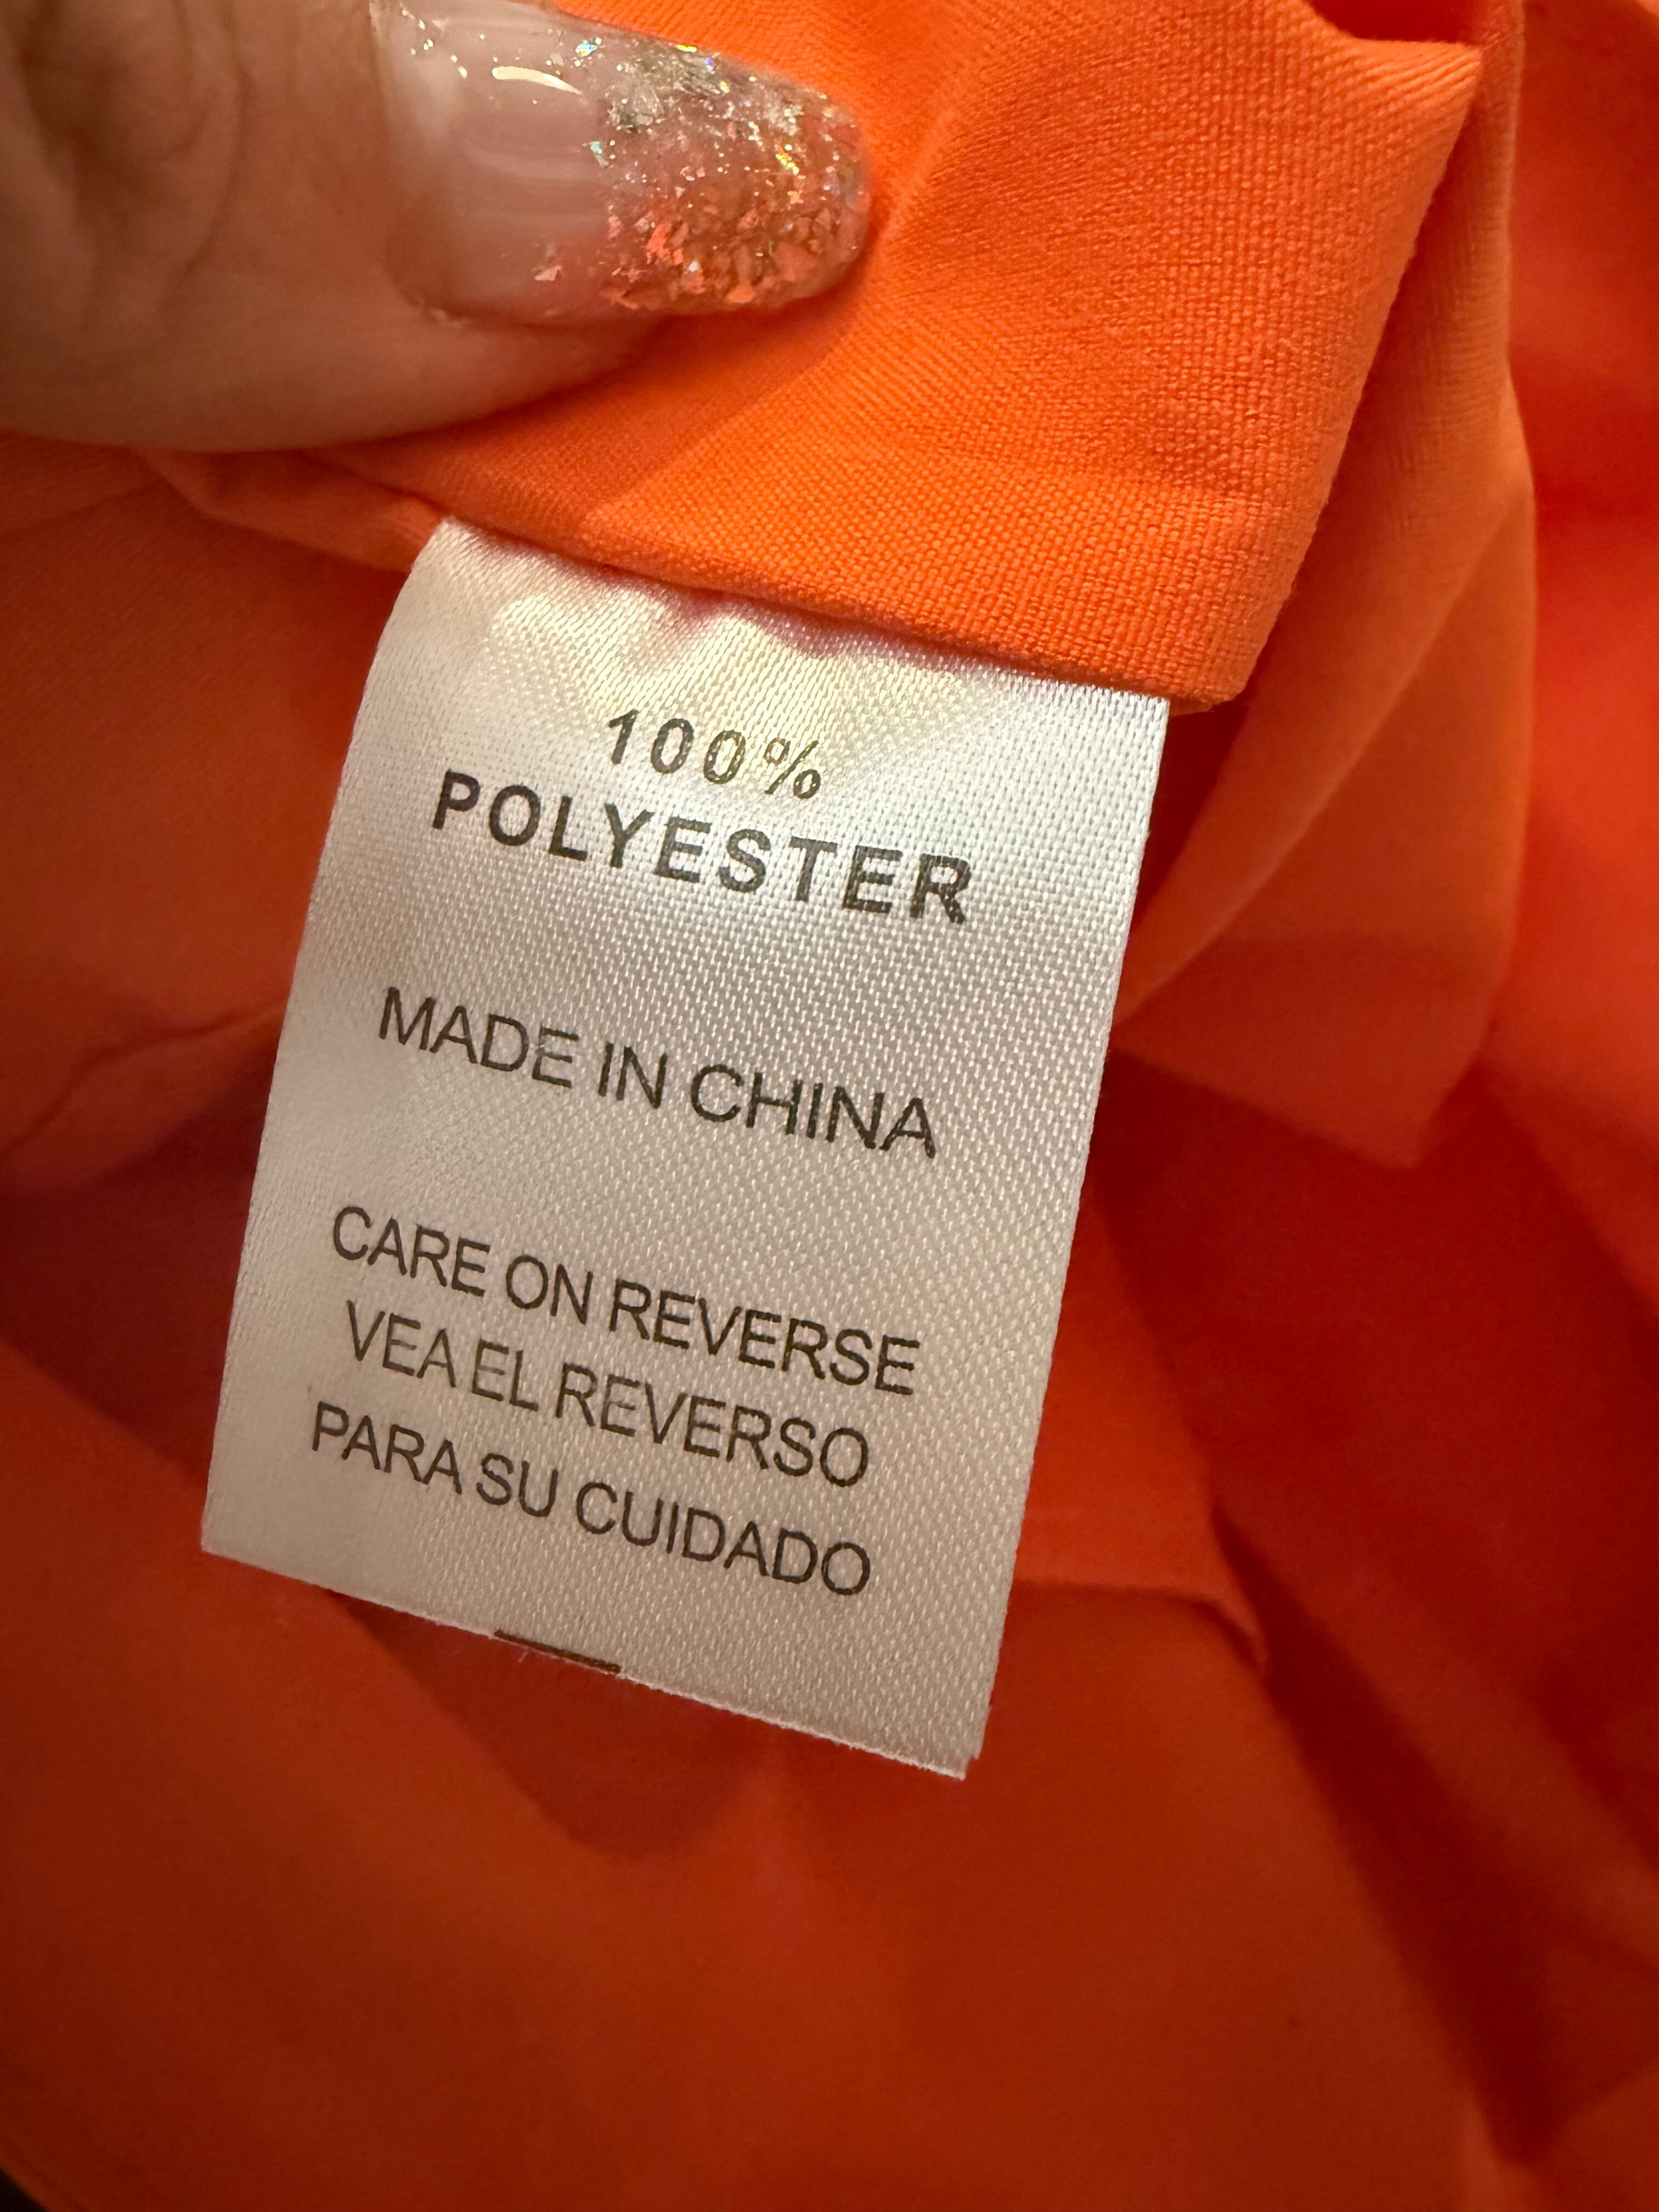 100%
POLYESTER
MADE IN CHINA
CARE ON REVERSE
VEA EL REVERSO
PARA SU CUIDADO